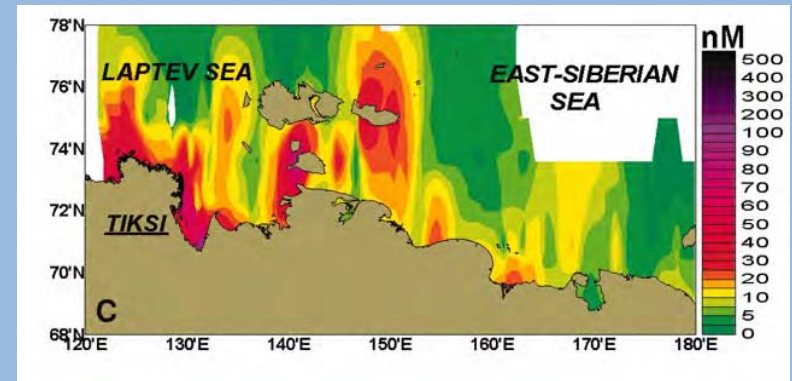 78'N
76'N
74'N
72'N
70'N
68'N
LAPTEV SEA
EAST-SIBERIAN
SEA
TIKSI
C
120'E 130'E 140'E 150'E 160'E 170'E 180'E
nM
500
400
300
200
100
90
80
70
60
50
40
30
20
10
5
0